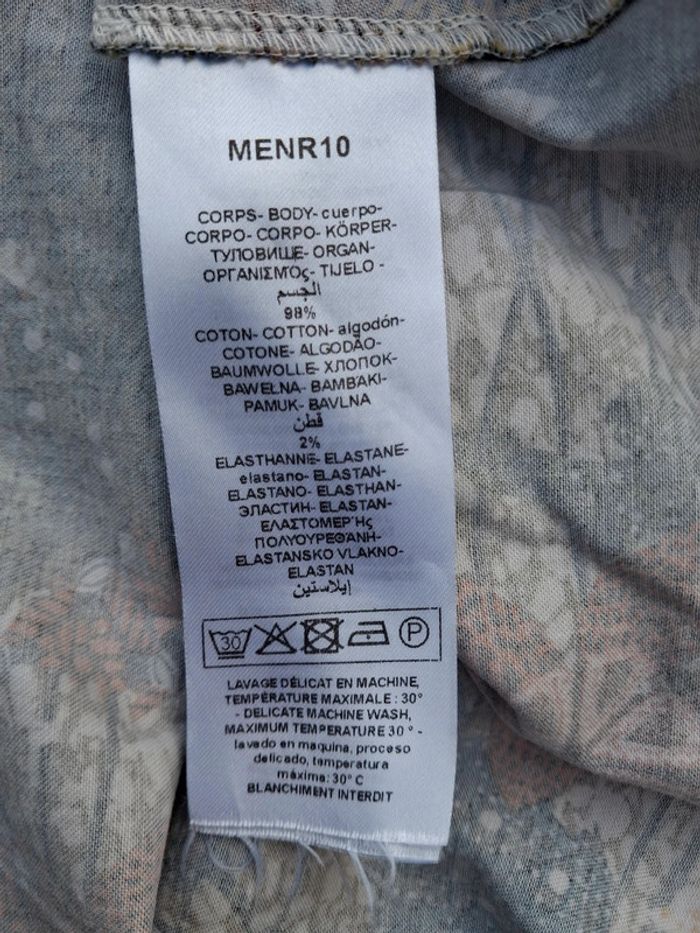 MENR10
CORPS- BODY- cuerpo-
CORPO- CORPO- KÖRPER-
ТУЛОВИЩЕ- ORGAN-
ΟΡΓΑΝΙΣΜΌς- TIJELO -
الجسم
98%
COTON- COTTON- algodón-
COTONE- ALGODÃO-
BAUMWOLLE- ХЛОПОК-
BAWEŁNA- ΒΑΜΒΆΚΙ-
PAMUK- BAVLNA
قطن
2%
ELASTHANNE- ELASTANE-
elastano- ELASTAN-
ELASTANO- ELASTHAN-
ЭЛАСТИН- ELASTAN-
ΕΛΑΣΤΟΜΕΡΉς
ΠΟΛΥΟΥΡΕΘΆΝΗ-
ELASTANSKO VLAKNO-
ELASTAN
إيلاستين
30 P
LAVAGE DÉLICAT EN MACHINE,
TEMPÉRATURE MAXIMALE : 30°
- DELICATE MACHINE WASH,
MAXIMUM TEMPERATURE 30 ° -
lavado en maquina, proceso
delicado, temperatura
máxima: 30° C
BLANCHIMENT INTERDIT